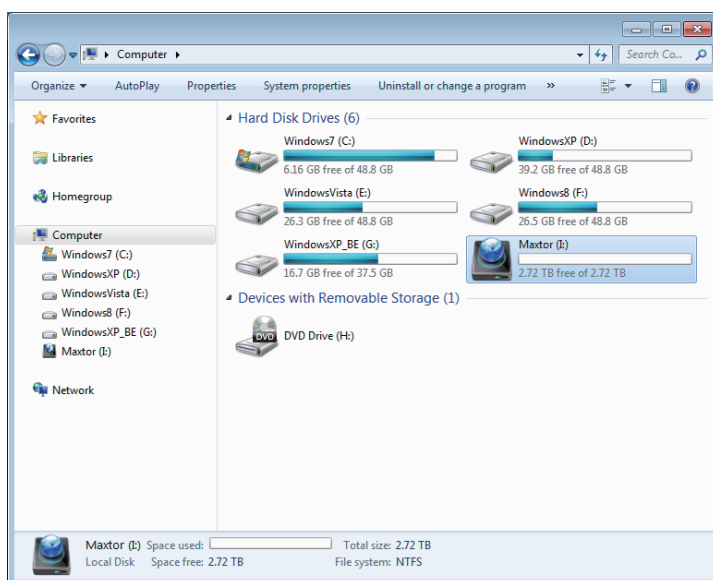 Computer
Search Co...
Organize
AutoPlay
Properties
System properties
Uninstall or change a program
»
Favorites
Libraries
Homegroup
Computer
Windows7 (C:)
WindowsXP (D:)
WindowsVista (E:)
Windows8 (F:)
WindowsXP_BE (G:)
Maxtor (I:)
Network
Hard Disk Drives (6)
Windows7 (C:)
6.16 GB free of 48.8 GB
WindowsXP (D:)
39.2 GB free of 48.8 GB
WindowsVista (E:)
26.3 GB free of 48.8 GB
Windows8 (F:)
26.5 GB free of 48.8 GB
WindowsXP_BE (G:)
16.7 GB free of 37.5 GB
Maxtor (I:)
2.72 TB free of 2.72 TB
Devices with Removable Storage (1)
DVD
DVD Drive (H:)
Maxtor (I:) Space used: Total size: 2.72 TB
Local Disk Space free: 2.72 TB File system: NTFS